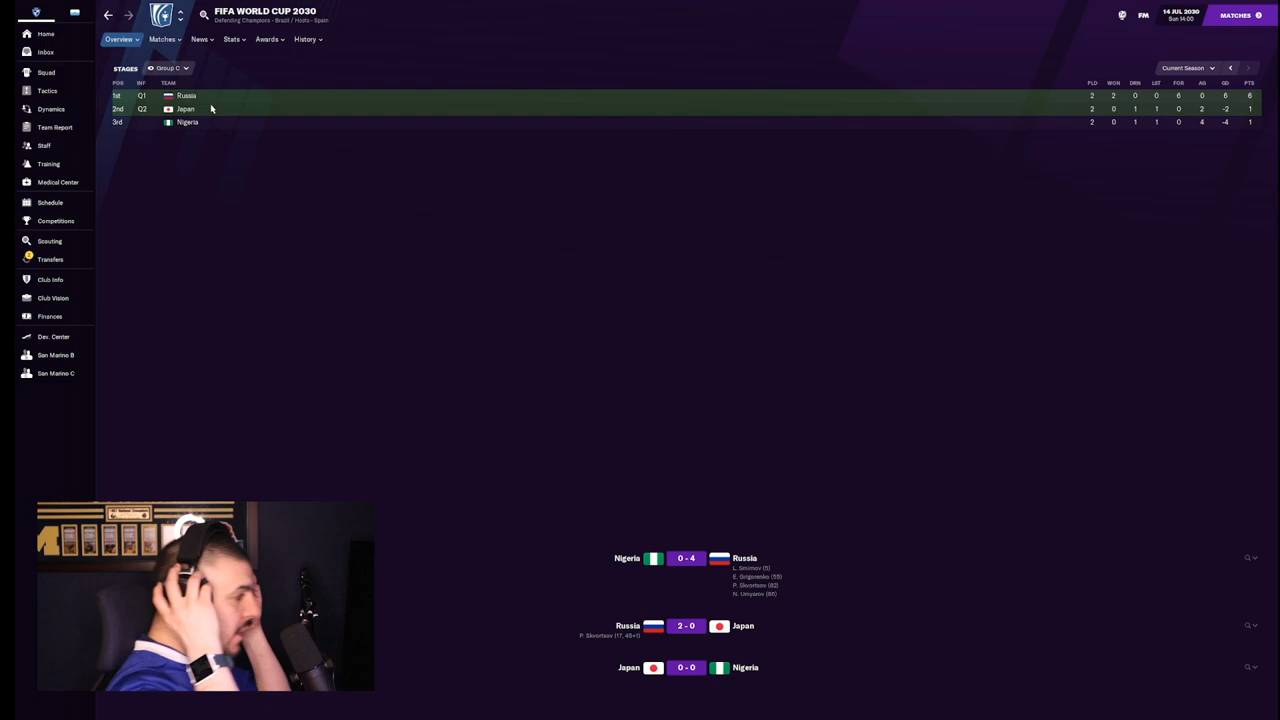 FIFA WORLD CUP 2030
Defending Champions - Brazil / Hosts - Spain
FM
14 JUL 2030
Sun 14:00
MATCHES
Overview
Matches
News
Stats
Awards
History
Home
Inbox
Squad
Tactics
Dynamics
Team Report
Staff
Training
Medical Center
Schedule
Competitions
Scouting
2
Transfers
Club Info
Club Vision
Finances
Dev. Center
San Marino B
San Marino C
STAGES Group C
Current Season
POS INF TEAM PLD WON DRN LST FOR AG GD PTS
1st Q1 Russia 2 2 0 0 6 0 6 6
2nd Q2 Japan 2 0 1 1 0 2 -2 1
3rd Nigeria 2 0 1 1 0 4 -4 1
Nigeria 0 - 4 Russia
L. Smirnov (5)
E. Grigorenko (55)
P. Skvortsov (82)
N. Umyarov (86)
Russia 2 - 0 Japan
P. Skvortsov (17, 45+1)
Japan 0 - 0 Nigeria